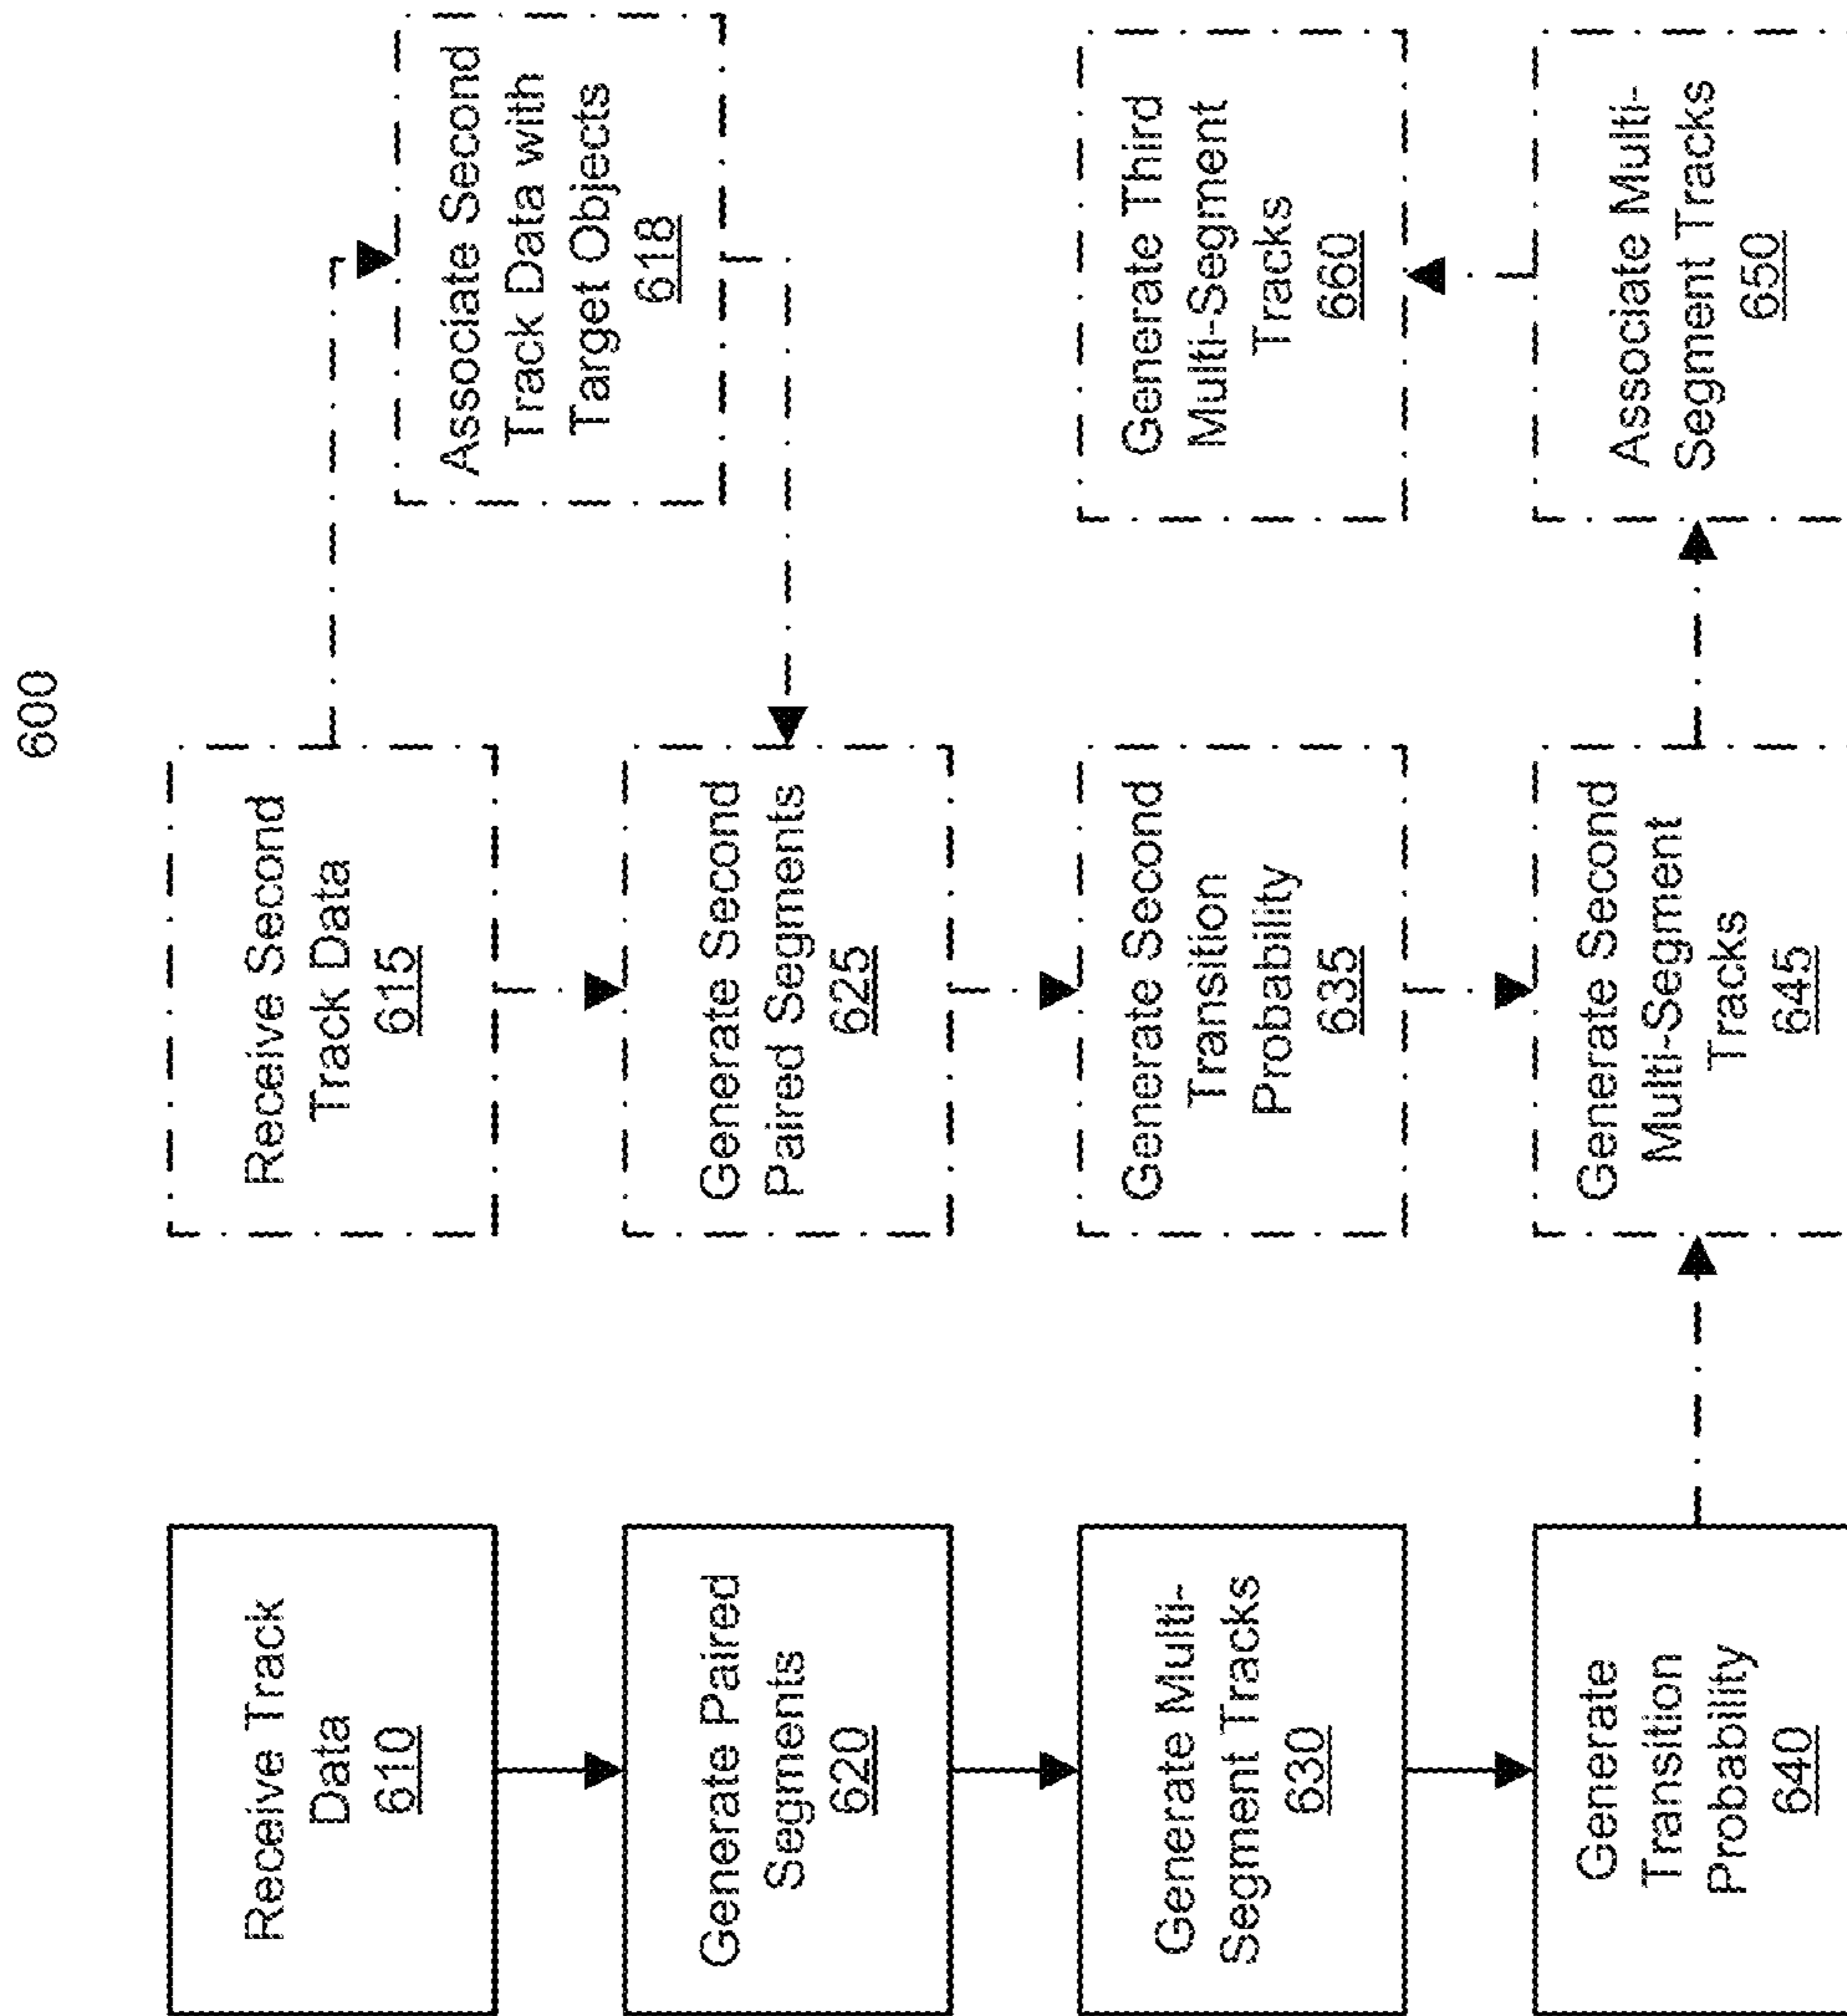 600
Receive Track
Data
610
Generate Paired
Segments
620
Generate Multi-
Segment Tracks
630
Generate
Transition
Probability
640
Receive Second
Track Data
615
Generate Second
Paired Segments
625
Generate Second
Transition
Probability
635
Generate Second
Multi-Segment
Tracks
645
Associate Second
Track Data with
Target Objects
618
Generate Third
Multi-Segment
Tracks
660
Associate Multi-
Segment Tracks
650